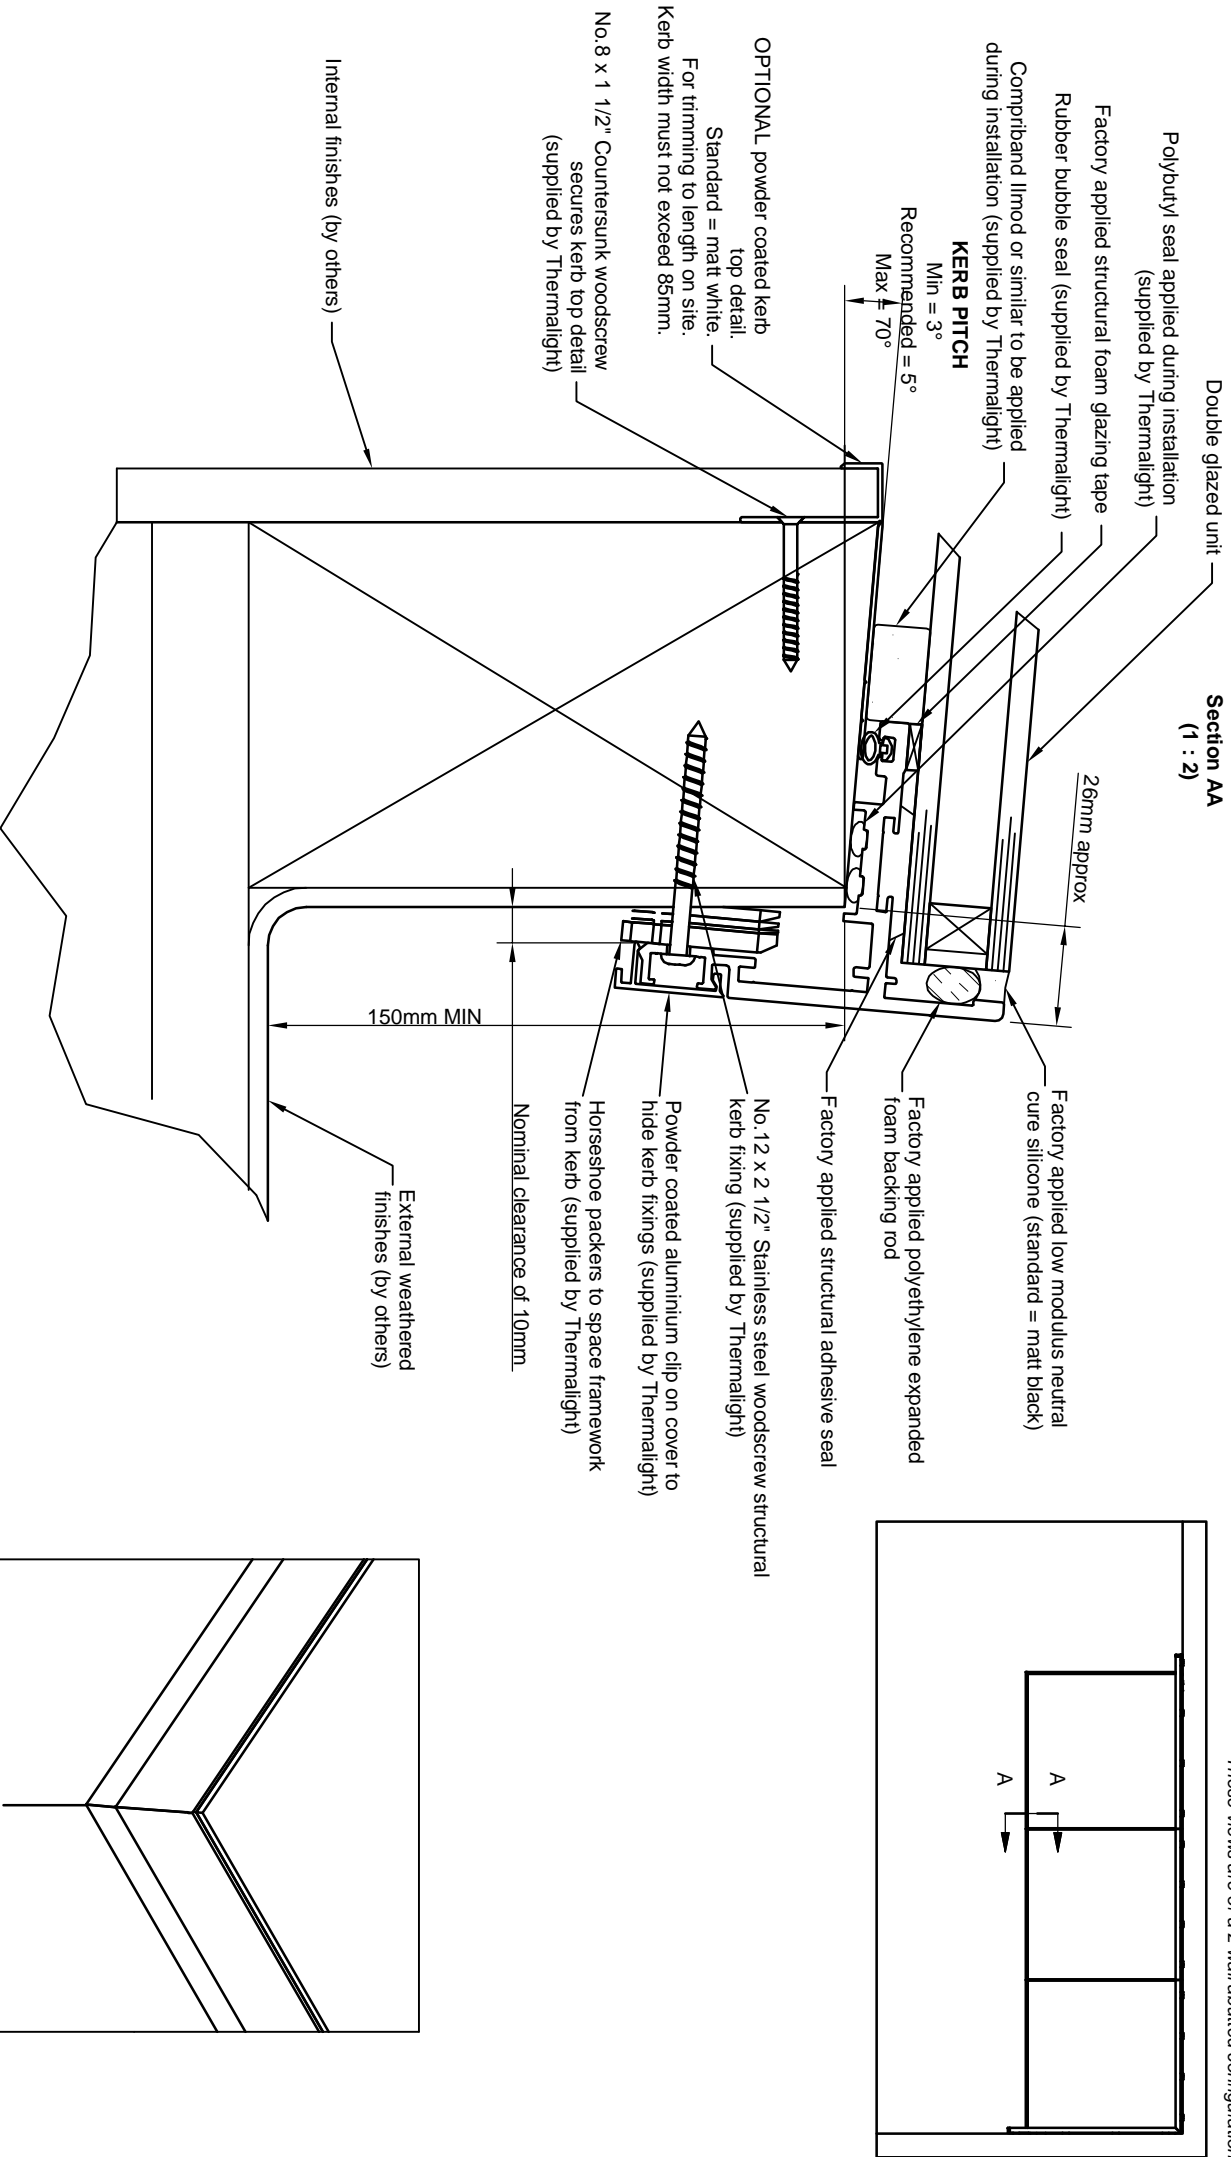 Section AA
(1 : 2)
Double glazed unit
Polybutyl seal applied during installation
(supplied by Thermalight)
Factory applied structural foam glazing tape
Rubber bubble seal (supplied by Thermalight)
Compriband Ilmod or similar to be applied
during installation (supplied by Thermalight)
KERB PITCH
Min = 3°
Recommended = 5°
Max = 70°
OPTIONAL powder coated kerb
top detail.
Standard = matt white.
For trimming to length on site.
Kerb width must not exceed 85mm.
No.8 x 1 1/2" Countersunk woodscrew
secures kerb top detail
(supplied by Thermalight)
Internal finishes (by others)
26mm approx
150mm MIN
Factory applied low modulus neutral
cure silicone (standard = matt black)
Factory applied polyethylene expanded
foam backing rod
Factory applied structural adhesive seal
No.12 x 2 1/2" Stainless steel woodscrew structural
kerb fixing (supplied by Thermalight)
Powder coated aluminium clip on cover to
hide kerb fixings (supplied by Thermalight)
Horseshoe packers to space framework
from kerb (supplied by Thermalight)
Nominal clearance of 10mm
External weathered
finishes (by others)
A
A